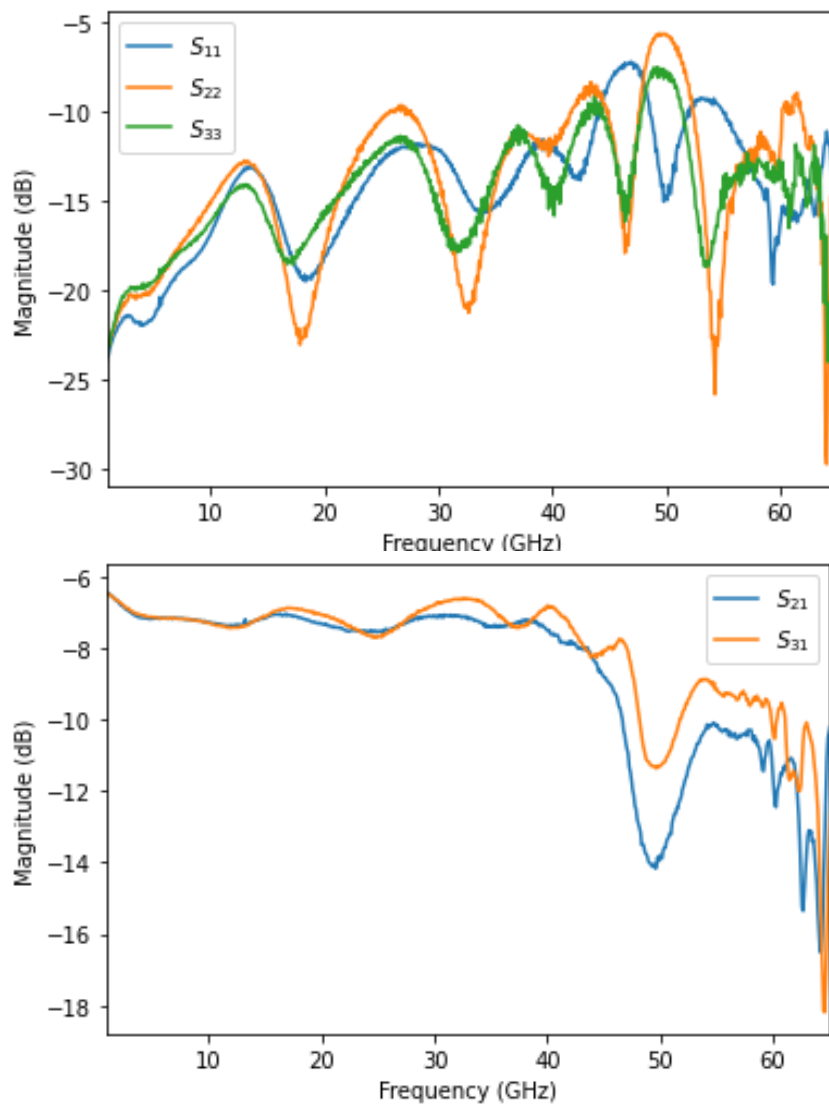 −5
−10
−15
−20
−25
−30
Magnitude (dB)
S₁₁
S₂₂
S₃₃
10 20 30 40 50 60
Frequency (GHz)
−6
−8
−10
−12
−14
−16
−18
Magnitude (dB)
S₂₁
S₃₁
10 20 30 40 50 60
Frequency (GHz)